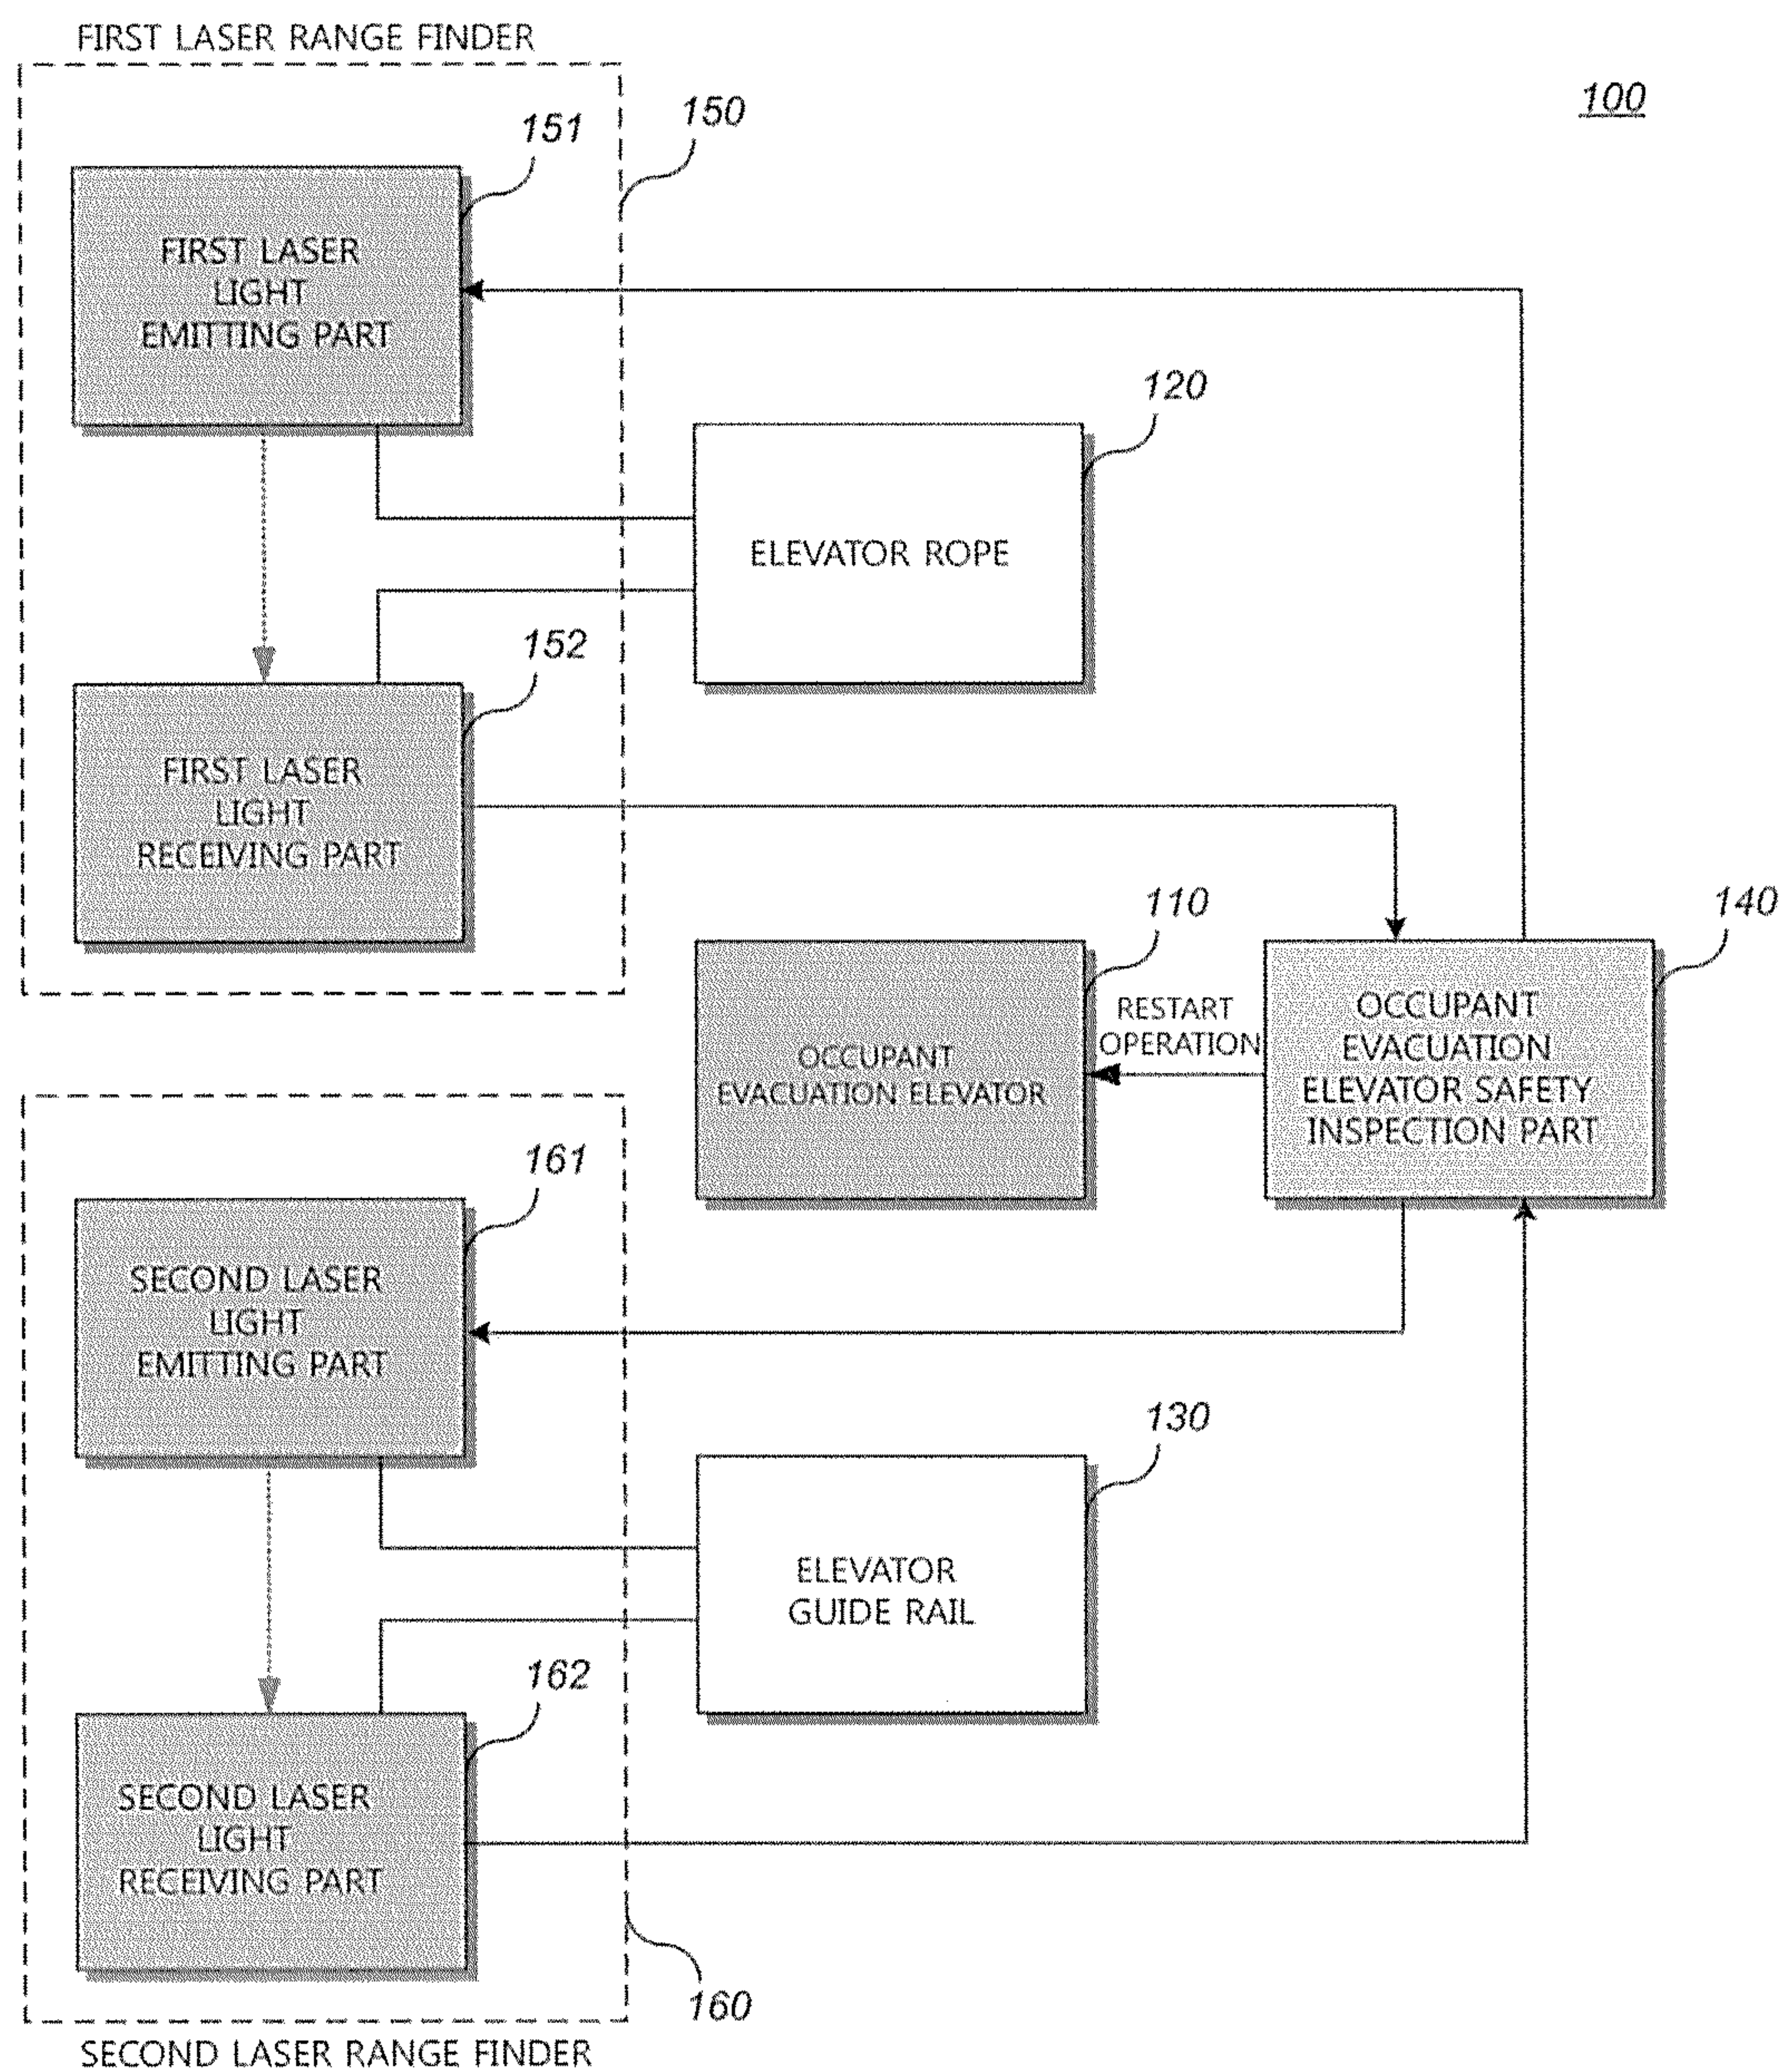 FIRST LASER RANGE FINDER
100
150
151
FIRST LASER
LIGHT
EMITTING PART
120
ELEVATOR ROPE
152
FIRST LASER
LIGHT
RECEIVING PART
110
OCCUPANT
EVACUATION ELEVATOR
RESTART
OPERATION
140
OCCUPANT
EVACUATION
ELEVATOR SAFETY
INSPECTION PART
161
SECOND LASER
LIGHT
EMITTING PART
130
ELEVATOR
GUIDE RAIL
162
SECOND LASER
LIGHT
RECEIVING PART
160
SECOND LASER RANGE FINDER